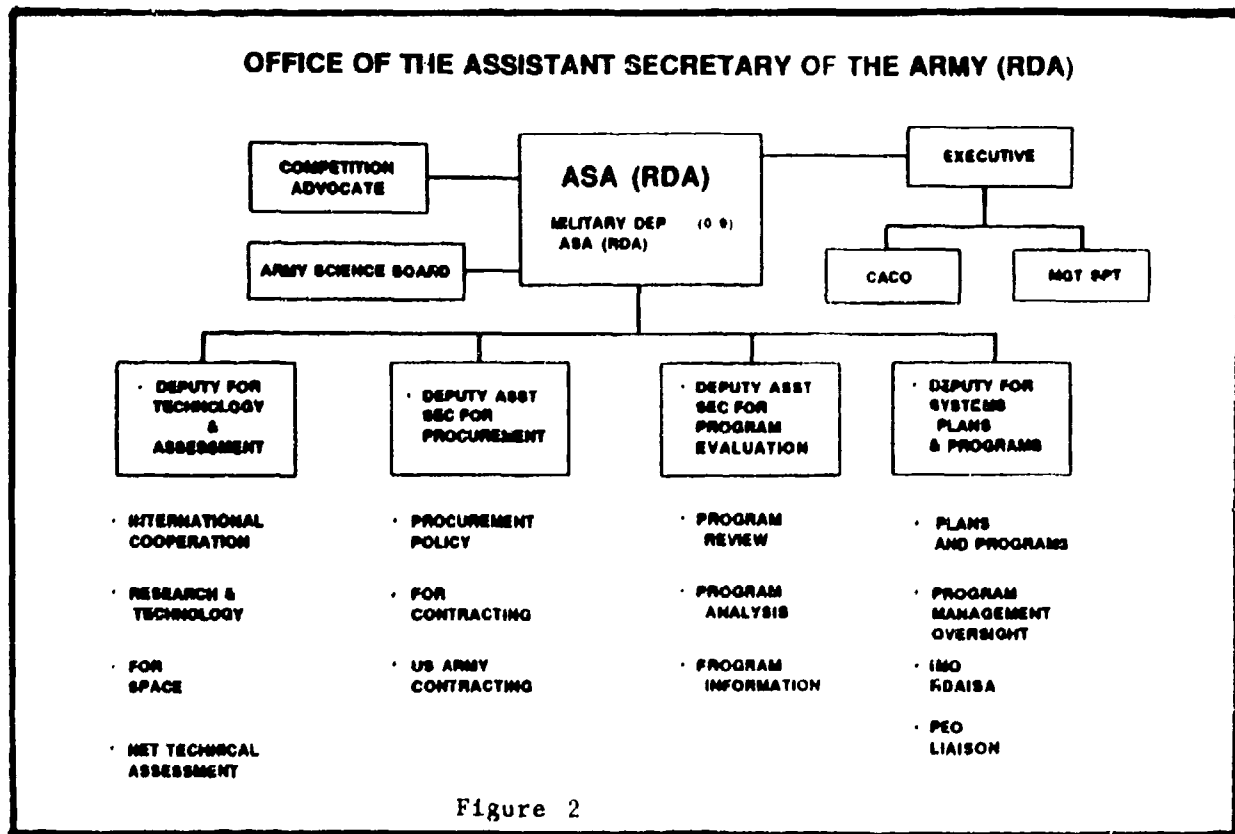 OFFICE OF THE ASSISTANT SECRETARY OF THE ARMY (RDA)
COMPETITION
ADVOCATE
ARMY SCIENCE BOARD
ASA (RDA)
MILITARY DEP (0 9)
ASA (RDA)
EXECUTIVE
CACO
MGT SPT
· DEPUTY FOR
TECHNOLOGY
&
ASSESSMENT
· INTERNATIONAL
COOPERATION
· RESEARCH &
TECHNOLOGY
· FOR
SPACE
· NET TECHNICAL
ASSESSMENT
· DEPUTY ASST
SEC FOR
PROCUREMENT
· PROCUREMENT
POLICY
· FOR
CONTRACTING
· US ARMY
CONTRACTING
· DEPUTY ASST
SEC FOR
PROGRAM
EVALUATION
· PROGRAM
REVIEW
· PROGRAM
ANALYSIS
· PROGRAM
INFORMATION
· DEPUTY FOR
SYSTEMS
PLANS
& PROGRAMS
· PLANS
AND PROGRAMS
· PROGRAM
MANAGEMENT
OVERSIGHT
· IMO
RDAISA
· PEO
LIAISON
Figure 2